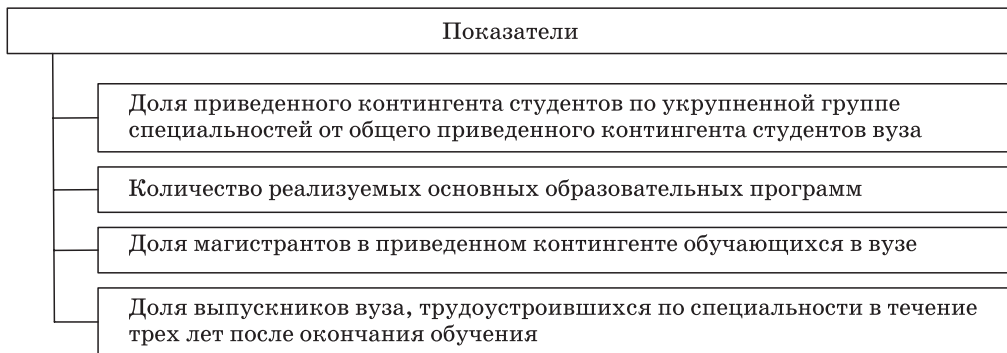 Показатели
Доля приведенного контингента студентов по укрупненной группе
специальностей от общего приведенного контингента студентов вуза
Количество реализуемых основных образовательных программ
Доля магистрантов в приведенном контингенте обучающихся в вузе
Доля выпускников вуза, трудоустроившихся по специальности в течение
трех лет после окончания обучения